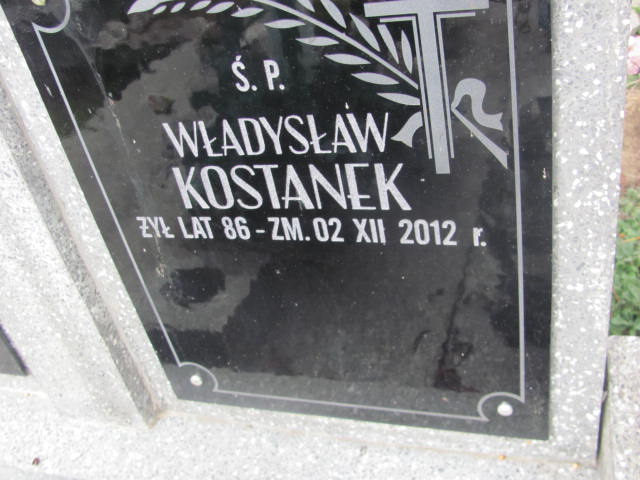 Ś. P.
WŁADYSŁAW
KOSTANEK
ŻYŁ LAT 86 - ZM. 02 XII 2012 r.